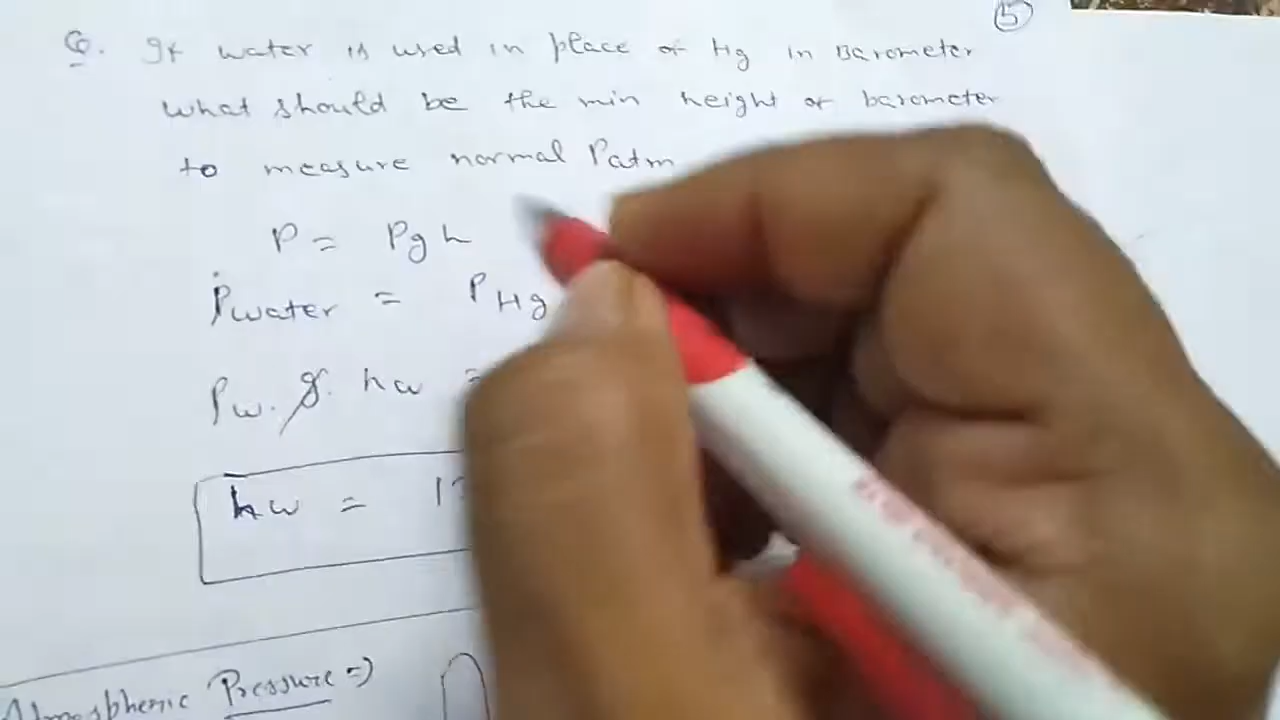 5
Q. If water is used in place of Hg in Barometer
what should be the min height of barometer
to measure normal Patm
P = ρgh
Pwater = PHg
ρw. g. hw =
hw = 13
Atmospheric Pressure =)